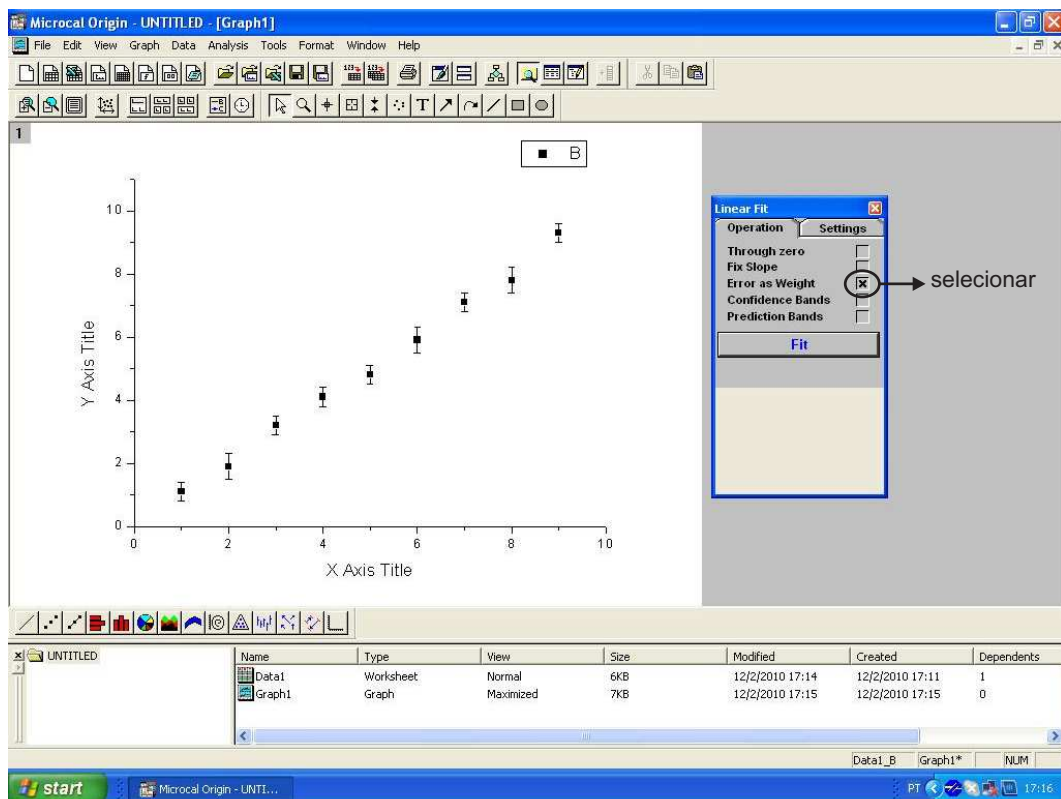 Microcal Origin - UNTITLED - [Graph1]
File Edit View Graph Data Analysis Tools Format Window Help
1
B
10
8
6
4
2
0
Y Axis Title
0 2 4 6 8 10
X Axis Title
Linear Fit
Operation Settings
Through zero
Fix Slope
Error as Weight
selecionar
Confidence Bands
Prediction Bands
Fit
UNTITLED
Name Type View Size Modified Created Dependents
Data1 Worksheet Normal 6KB 12/2/2010 17:14 12/2/2010 17:11 1
Graph1 Graph Maximized 7KB 12/2/2010 17:15 12/2/2010 17:15 0
Data1_B Graph1* NUM
start Microcal Origin - UNTI... PT 17:16